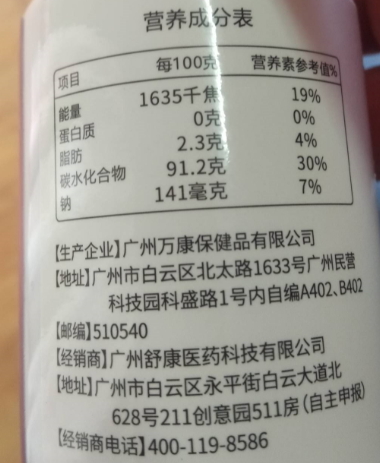 营养成分表
项目 每100克 营养素参考值%
能量 1635千焦 19%
蛋白质 0克 0%
脂肪 2.3克 4%
碳水化合物 91.2克 30%
钠 141毫克 7%
【生产企业】广州万康保健品有限公司
【地址】广州市白云区北太路1633号广州民营
科技园科盛路1号内自编A402、B402
【邮编】510540
【经销商】广州舒康医药科技有限公司
【地址】广州市白云区永平街白云大道北
628号211创意园511房(自主申报)
【经销商电话】400-119-8586